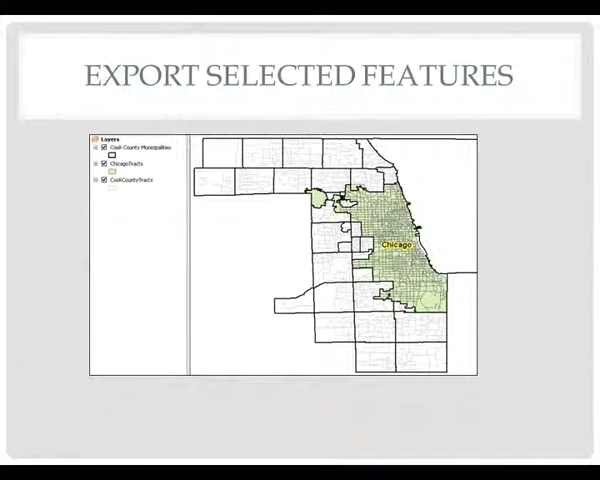 EXPORT SELECTED FEATURES
Layers
Cook County Municipalities
ChicagoTracts
CookCountyTracts
Chicago